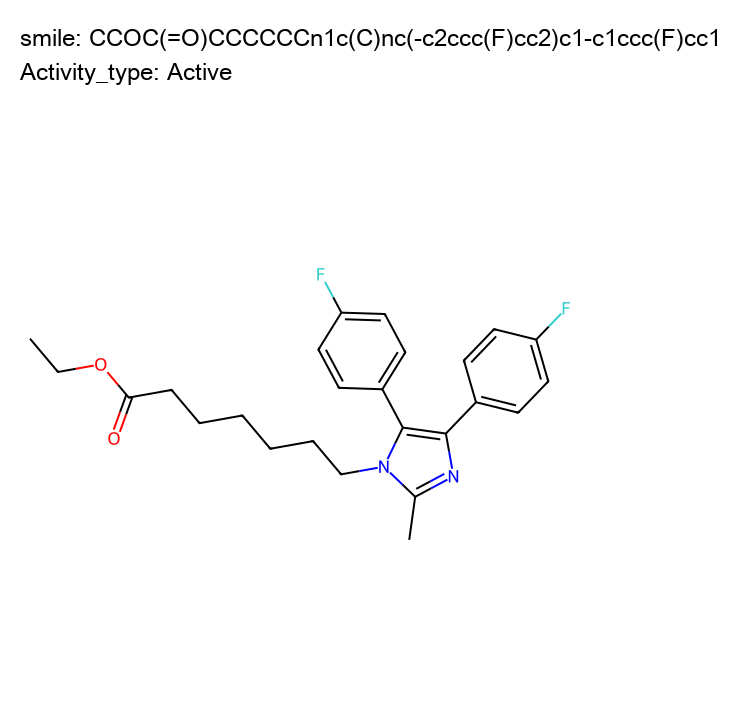 smile: CCOC(=O)CCCCCCn1c(C)nc(-c2ccc(F)cc2)c1-c1ccc(F)cc1
Activity_type: Active
F
F
O
O
N
N